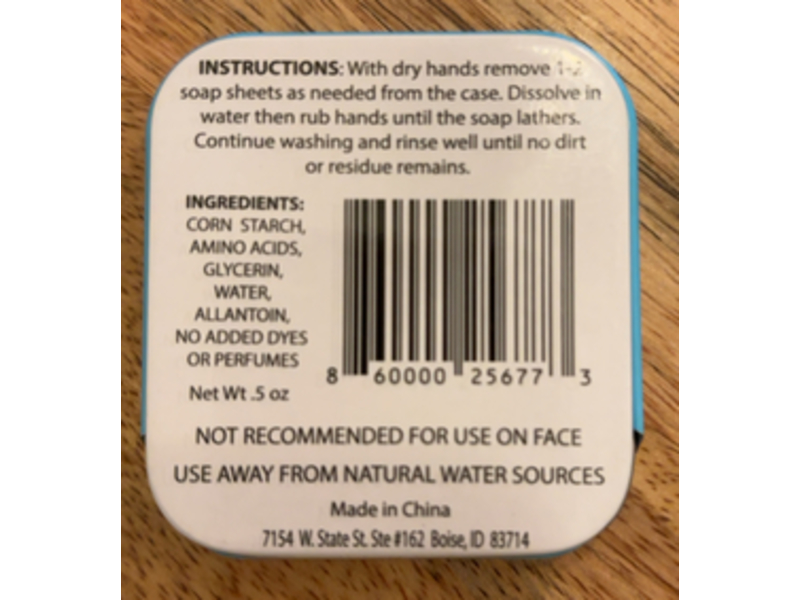 INSTRUCTIONS: With dry hands remove 1-2
soap sheets as needed from the case. Dissolve in
water then rub hands until the soap lathers.
Continue washing and rinse well until no dirt
or residue remains.
INGREDIENTS:
CORN STARCH,
AMINO ACIDS,
GLYCERIN,
WATER,
ALLANTOIN,
NO ADDED DYES
OR PERFUMES
Net Wt .5 oz
8 60000 25677 3
NOT RECOMMENDED FOR USE ON FACE
USE AWAY FROM NATURAL WATER SOURCES
Made in China
7154 W. State St. Ste #162 Boise, ID 83714